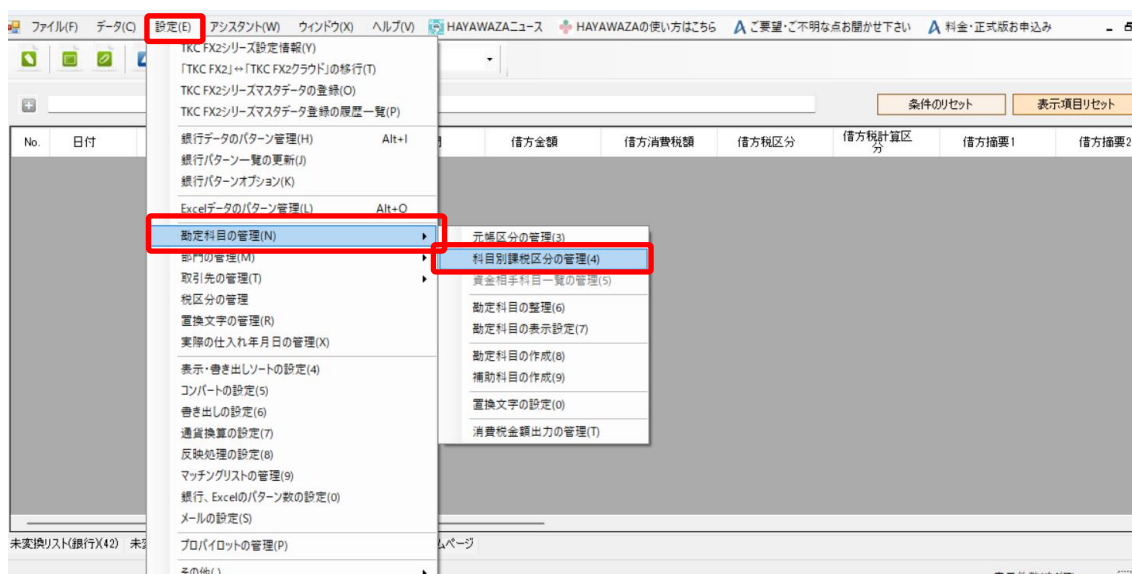 ファイル(F) データ(C) 設定(E) アシスタント(W) ウィンドウ(X) ヘルプ(V) HAYAWAZAニュース HAYAWAZAの使い方はこちら ご要望・ご不明な点お聞かせ下さい 料金・正式版お申込み
TKC FX2シリーズ設定情報(Y)
「TKC FX2」↔「TKC FX2クラウド」の移行(T)
TKC FX2シリーズマスタデータの登録(O)
TKC FX2シリーズマスタデータ登録の履歴一覧(P)
条件のリセット 表示項目リセット
No. 日付 借方金額 借方消費税額 借方税区分 借方税計算区分 借方摘要1 借方摘要2
銀行データのパターン管理(H) Alt+I
銀行パターン一覧の更新(J)
銀行パターンオプション(K)
Excelデータのパターン管理(L) Alt+O
勘定科目の管理(N)
部門の管理(M)
取引先の管理(T)
税区分の管理
置換文字の管理(R)
実際の仕入れ年月日の管理(X)
表示・書き出しソートの設定(4)
コンバートの設定(5)
書き出しの設定(6)
通貨換算の設定(7)
反映処理の設定(8)
マッチングリストの管理(9)
銀行、Excelのパターン数の設定(0)
メールの設定(S)
プロパイロットの管理(P)
元帳区分の管理(3)
科目別課税区分の管理(4)
資金相手科目一覧の管理(5)
勘定科目の整理(6)
勘定科目の表示設定(7)
勘定科目の作成(8)
補助科目の作成(9)
置換文字の設定(0)
消費税金額出力の管理(T)
未変換リスト(銀行)(42) ムページ